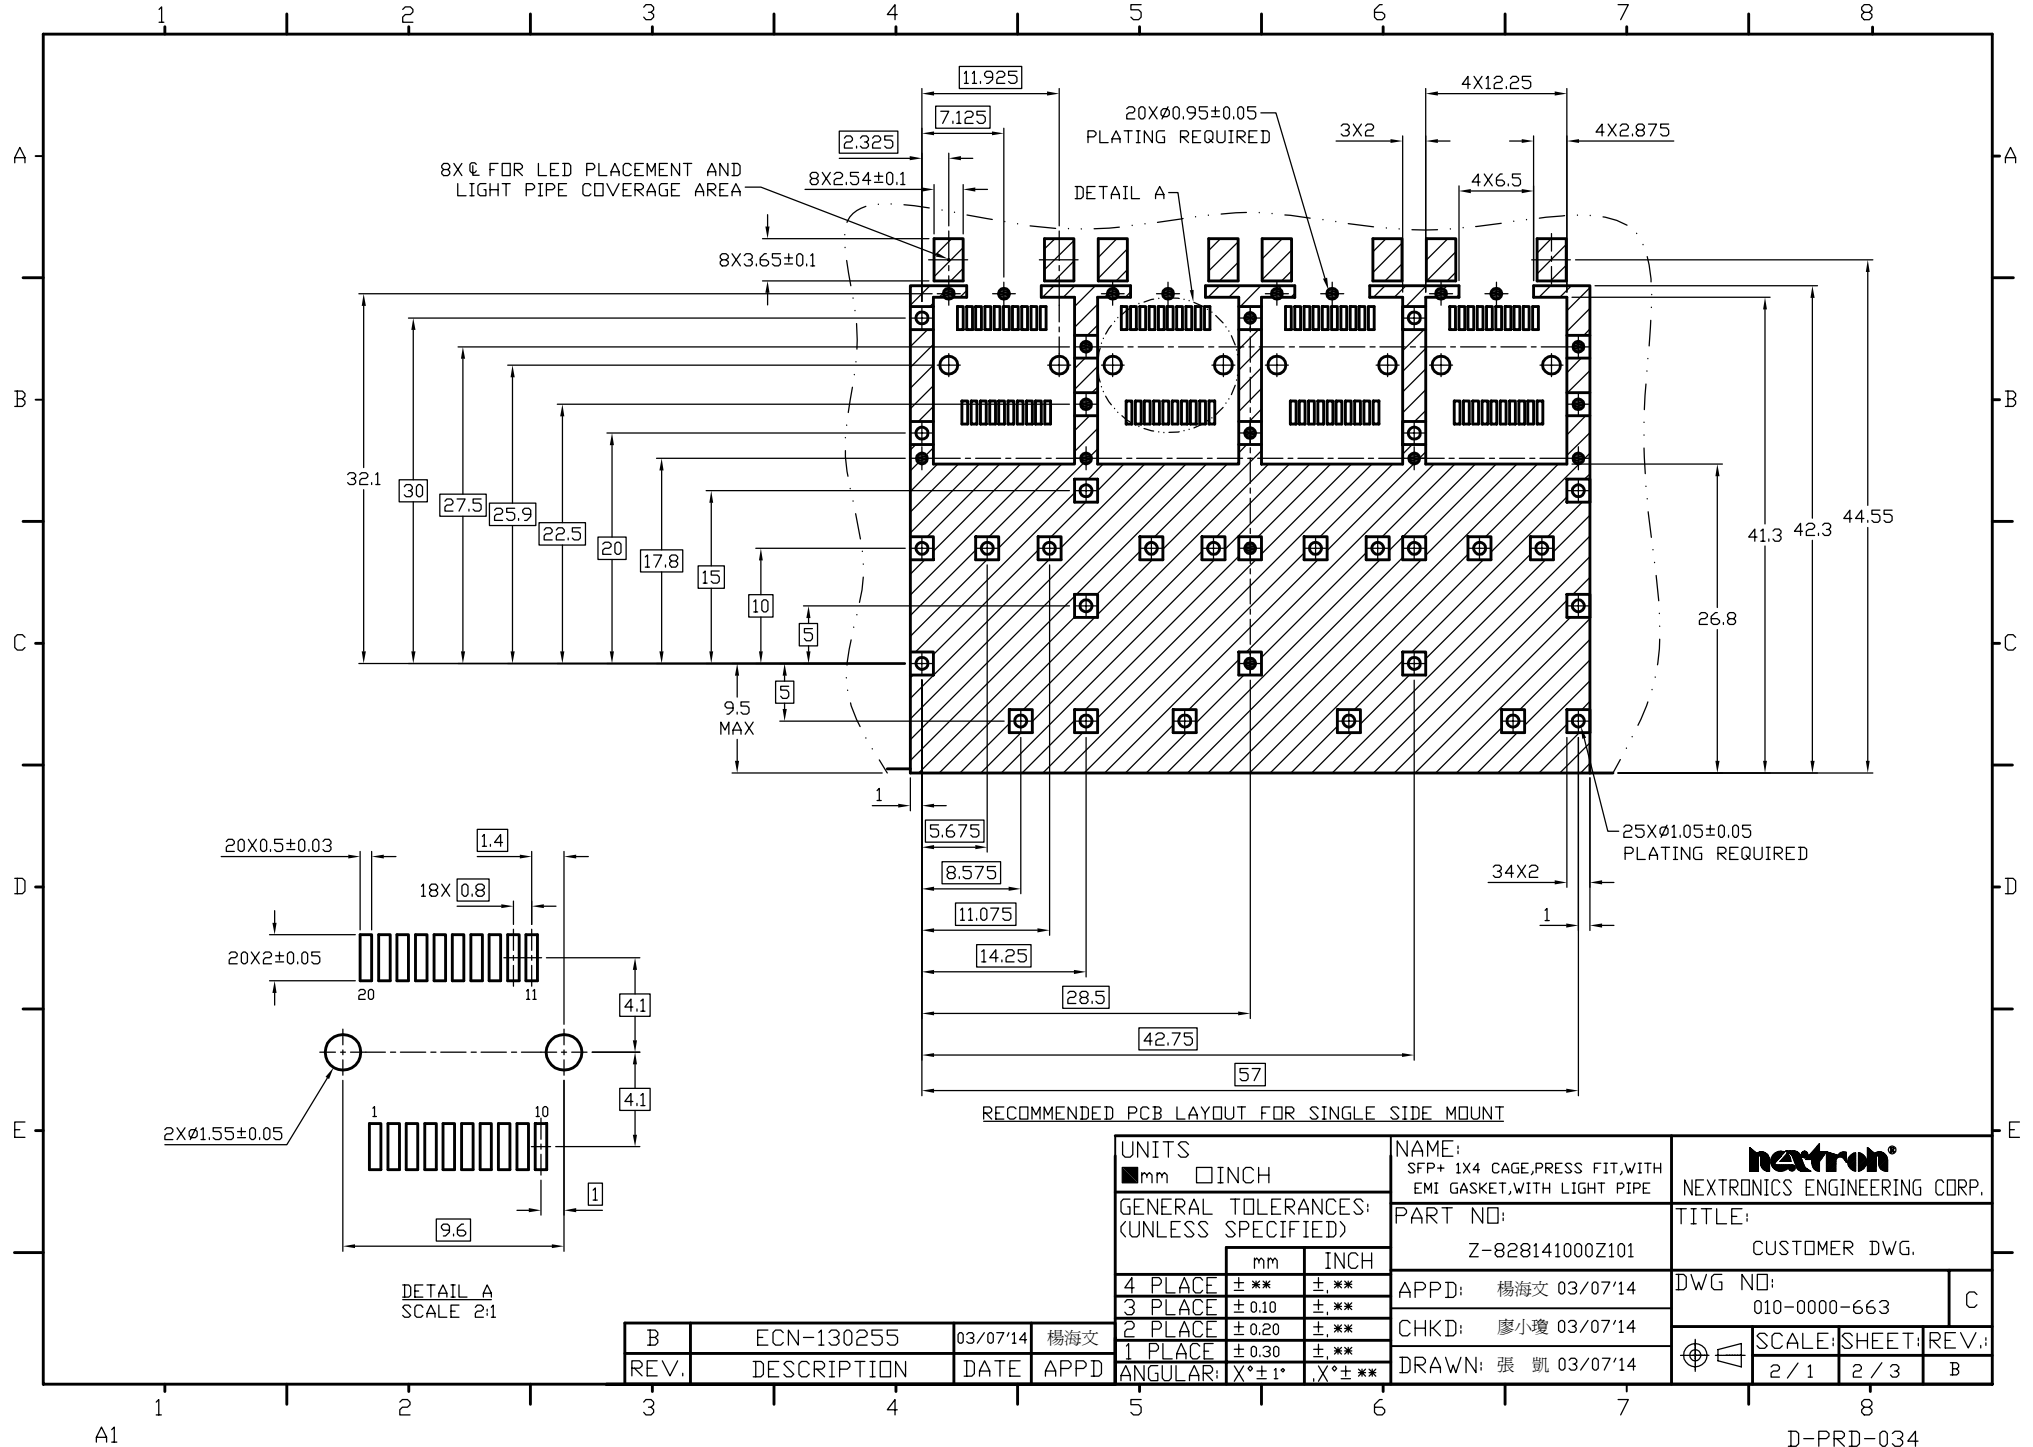 1 2 3 4 5 6 7 8
A
B
C
D
E
A
B
C
D
E
11.925
7.125
2.325
8X ℄ FOR LED PLACEMENT AND
LIGHT PIPE COVERAGE AREA
8X2.54±0.1
8X3.65±0.1
20XØ0.95±0.05
PLATING REQUIRED
DETAIL A
4X12.25
3X2
4X2.875
4X6.5
32.1
30
27.5
25.9
22.5
20
17.8
15
10
5
5
9.5
MAX
44.55
42.3
41.3
26.8
1
5.675
8.575
11.075
14.25
28.5
42.75
57
25XØ1.05±0.05
PLATING REQUIRED
34X2
1
RECOMMENDED PCB LAYOUT FOR SINGLE SIDE MOUNT
20X0.5±0.03
1.4
18X 0.8
20X2±0.05
20 11
4.1
4.1
1 10
2XØ1.55±0.05
1
9.6
DETAIL A
SCALE 2:1
UNITS
mm INCH
GENERAL TOLERANCES:
(UNLESS SPECIFIED)
mm INCH
4 PLACE ± ** ±. **
3 PLACE ± 0.10 ±. **
2 PLACE ± 0.20 ±. **
1 PLACE ± 0.30 ±. **
ANGULAR: X°± 1° .X°± **
NAME:
SFP+ 1X4 CAGE,PRESS FIT,WITH
EMI GASKET,WITH LIGHT PIPE
PART NO:
Z-828141000Z101
APPD: 楊海文 03/07'14
CHKD: 廖小瓊 03/07'14
DRAWN: 張 凱 03/07'14
nextron®
NEXTRONICS ENGINEERING CORP.
TITLE:
CUSTOMER DWG.
DWG NO:
010-0000-663
C
SCALE: SHEET: REV.:
2 / 1 2 / 3 B
B ECN-130255 03/07'14 楊海文
REV. DESCRIPTION DATE APPD
1 2 3 4 5 6 7 8
A1
D-PRD-034